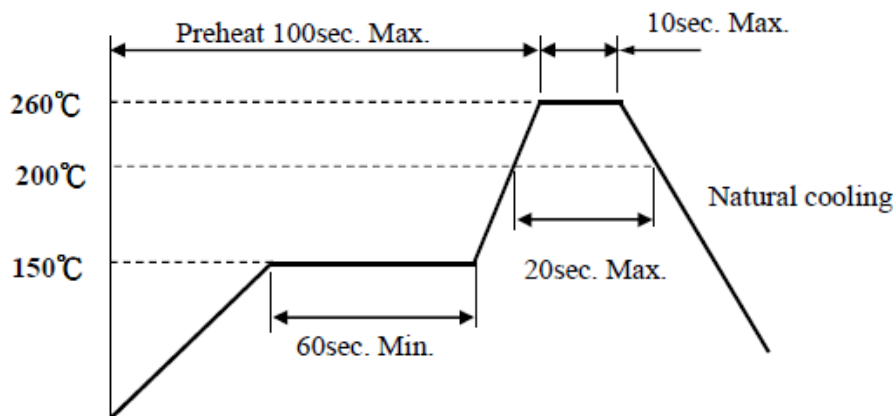 Preheat 100sec. Max.
10sec. Max.
260℃
200℃
Natural cooling
150℃
20sec. Max.
60sec. Min.